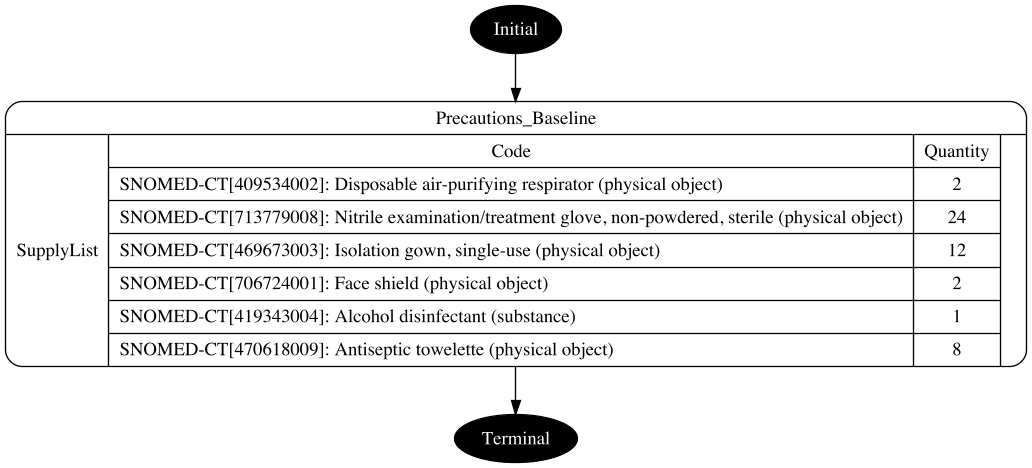 Initial
Precautions_Baseline
SupplyList
Code Quantity
SNOMED-CT[409534002]: Disposable air-purifying respirator (physical object) 2
SNOMED-CT[713779008]: Nitrile examination/treatment glove, non-powdered, sterile (physical object) 24
SNOMED-CT[469673003]: Isolation gown, single-use (physical object) 12
SNOMED-CT[706724001]: Face shield (physical object) 2
SNOMED-CT[419343004]: Alcohol disinfectant (substance) 1
SNOMED-CT[470618009]: Antiseptic towelette (physical object) 8
Terminal